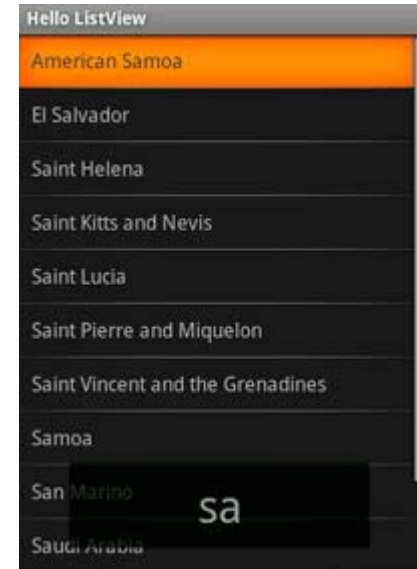 Hello ListView
American Samoa
El Salvador
Saint Helena
Saint Kitts and Nevis
Saint Lucia
Saint Pierre and Miquelon
Saint Vincent and the Grenadines
Samoa
San Marino
sa
Saudi Arabia